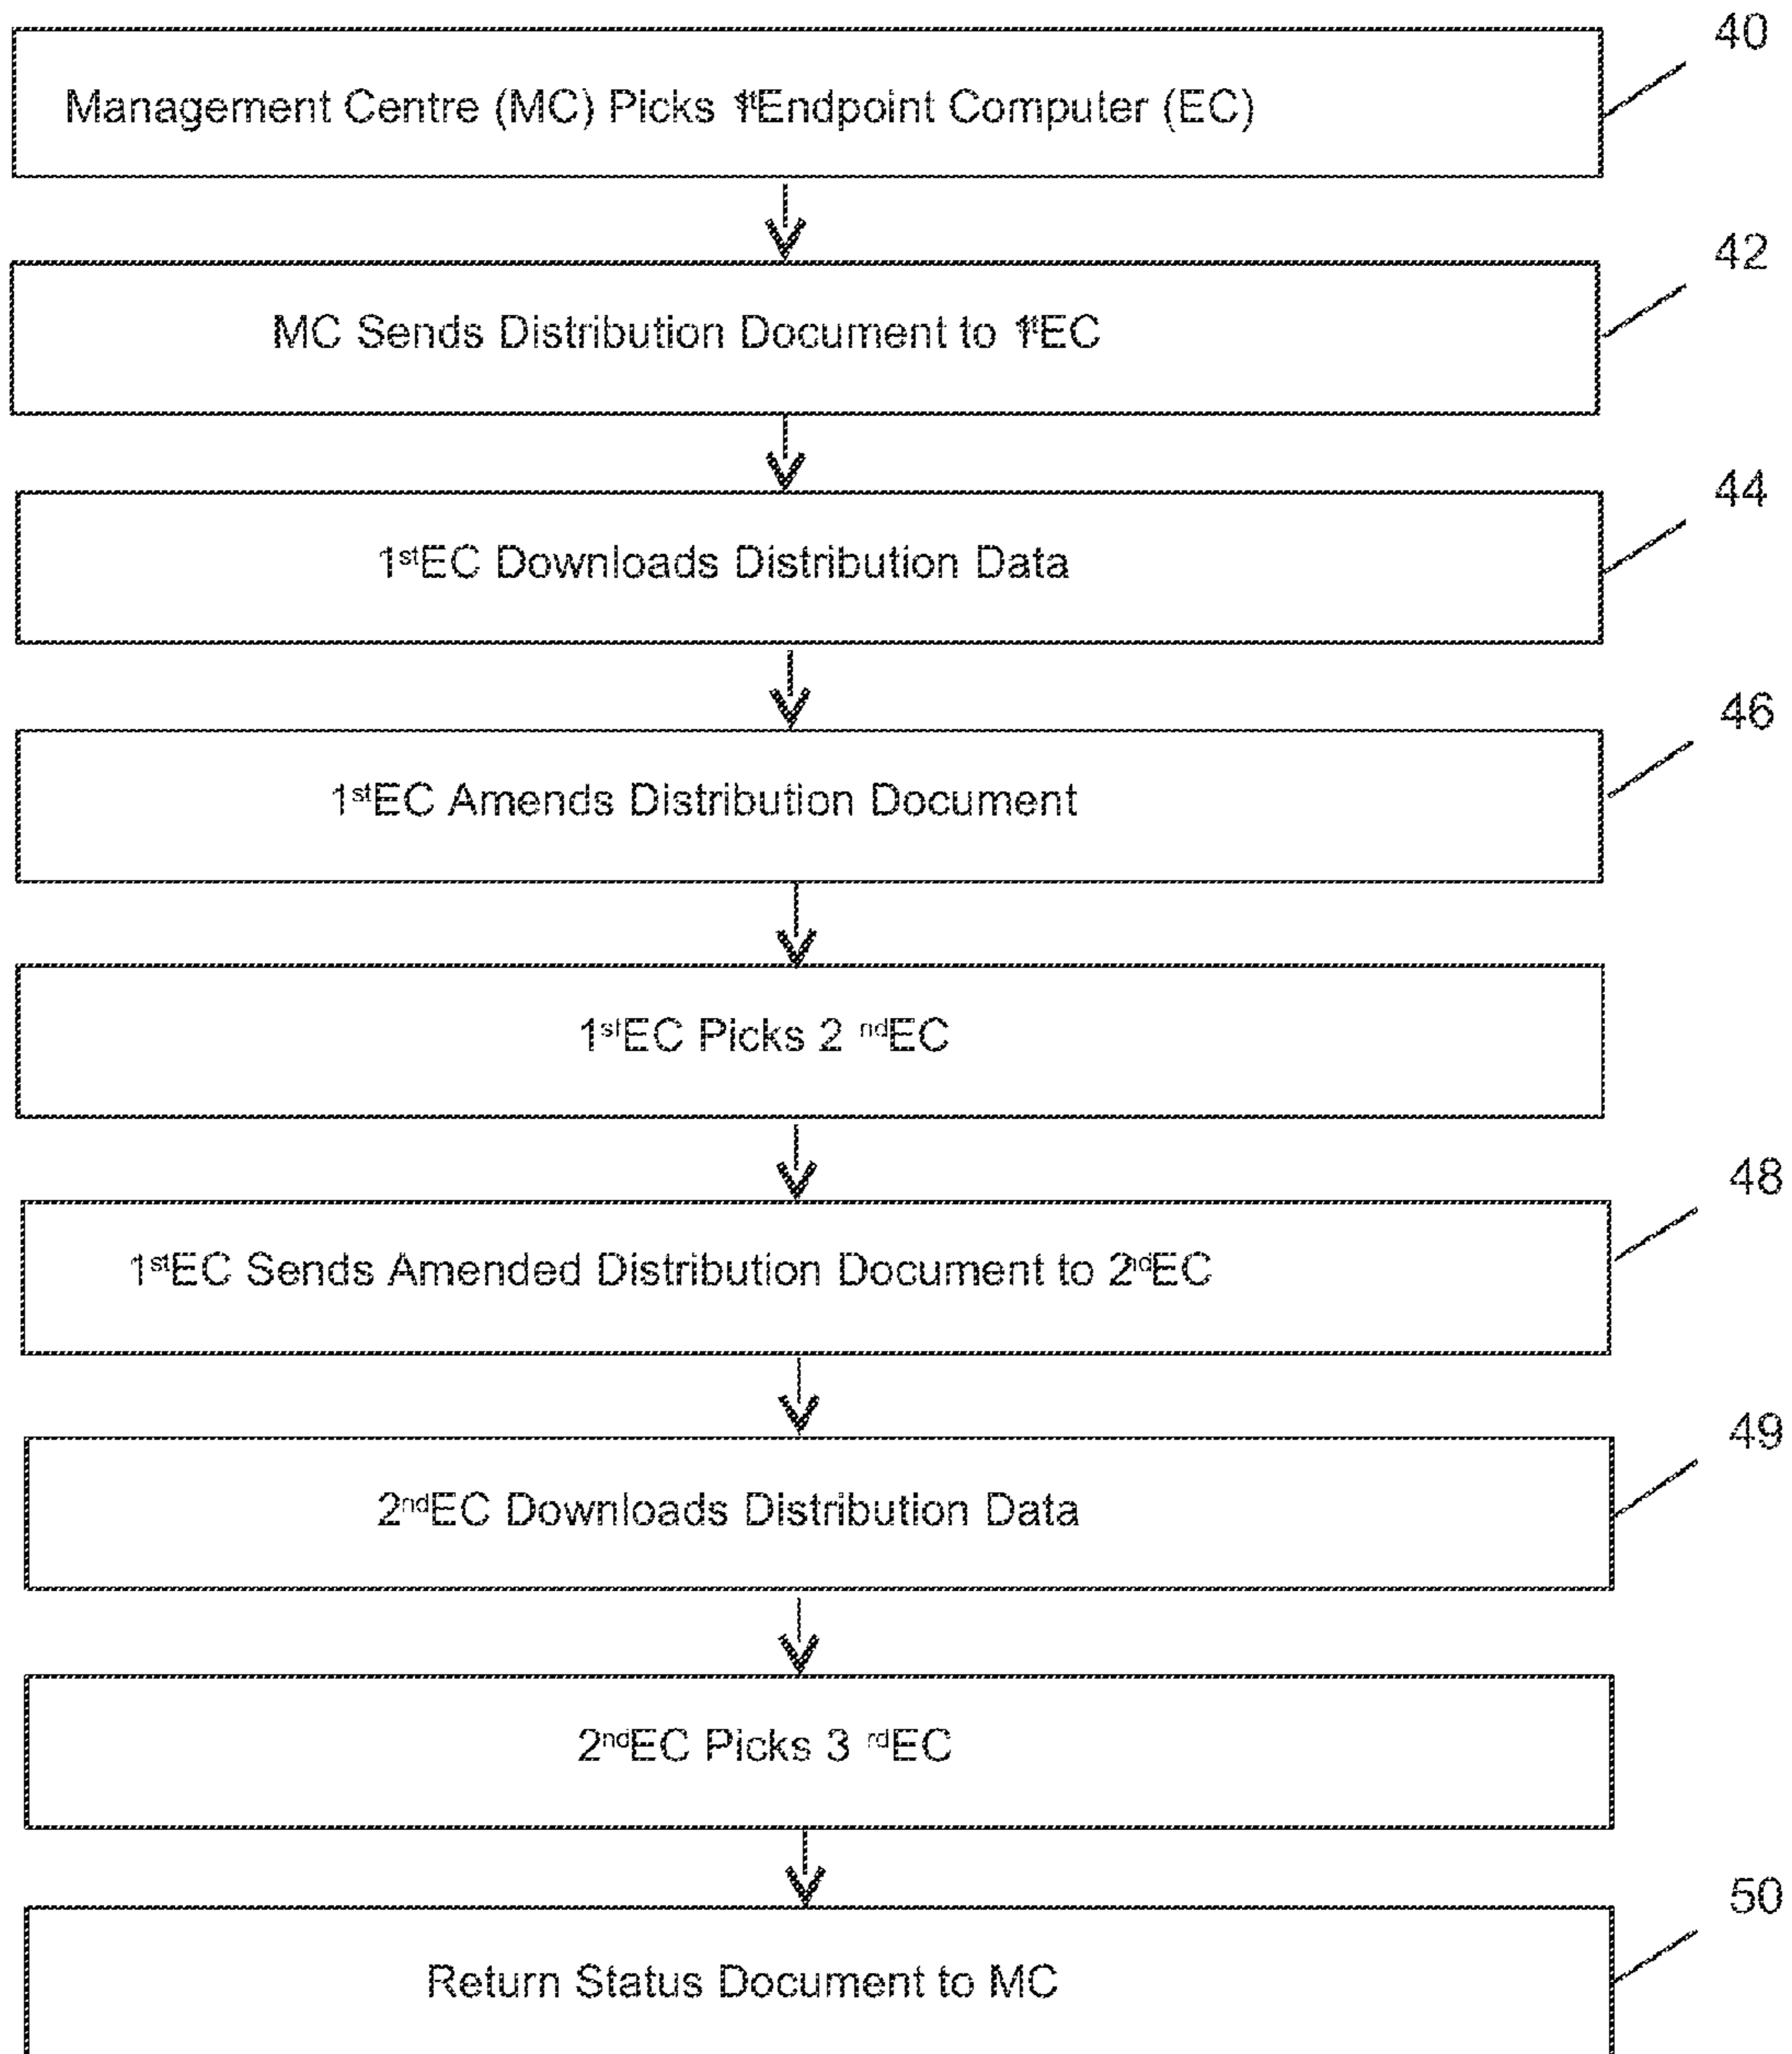 40
Management Centre (MC) Picks 1stEndpoint Computer (EC)
42
MC Sends Distribution Document to 1stEC
44
1stEC Downloads Distribution Data
46
1stEC Amends Distribution Document
1stEC Picks 2 ndEC
48
1stEC Sends Amended Distribution Document to 2ndEC
49
2ndEC Downloads Distribution Data
2ndEC Picks 3 rdEC
50
Return Status Document to MC